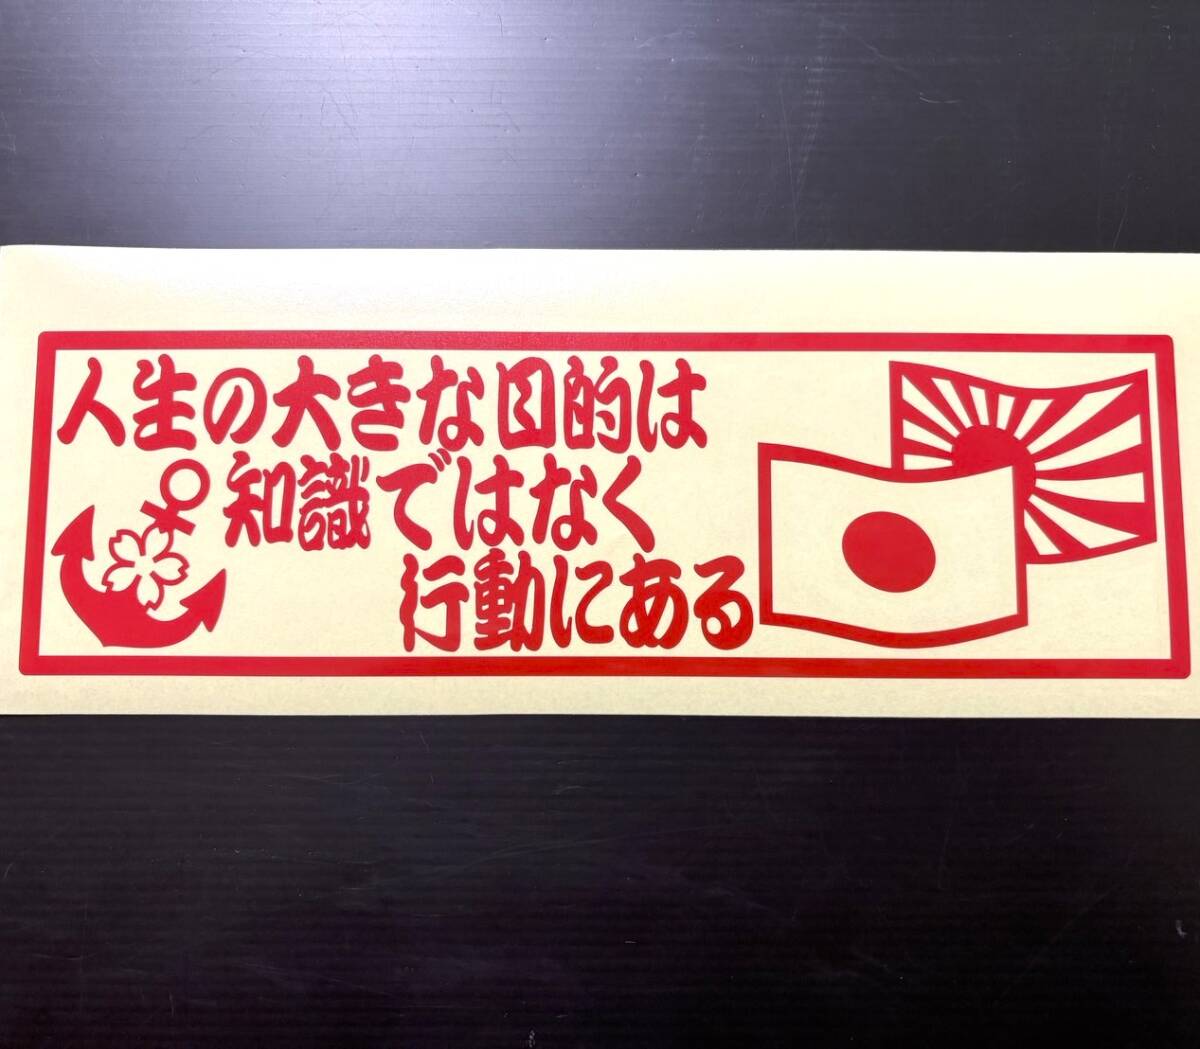 人生の大きな目的は
知識ではなく
行動にある